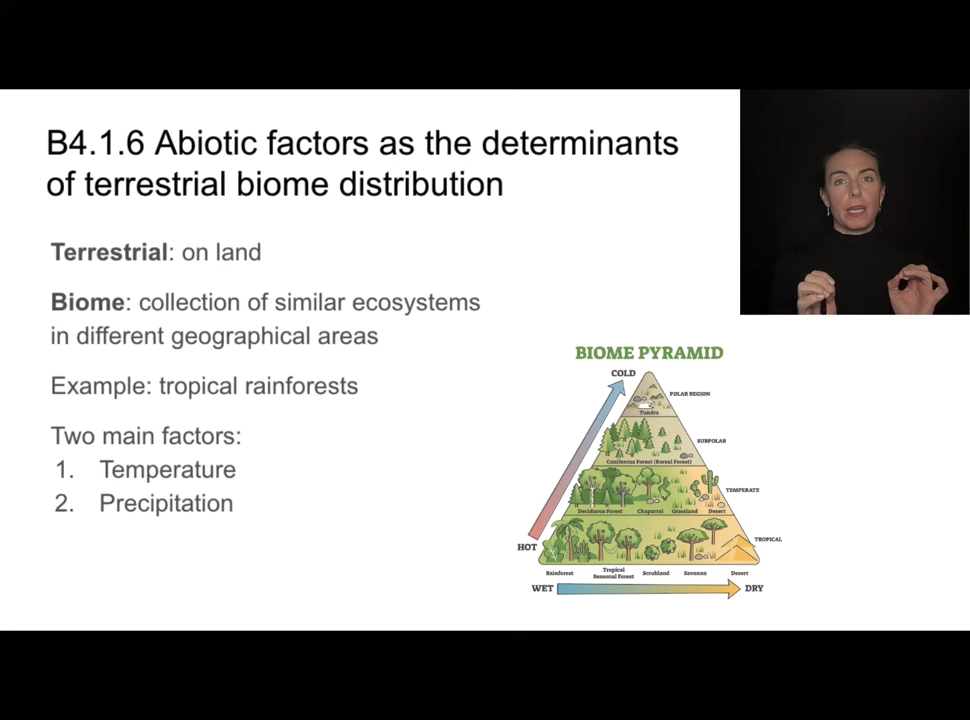 B4.1.6 Abiotic factors as the determinants
of terrestrial biome distribution
Terrestrial: on land
Biome: collection of similar ecosystems
in different geographical areas
Example: tropical rainforests
Two main factors:
1. Temperature
2. Precipitation
BIOME PYRAMID
COLD
POLAR REGION
Tundra
SUBPOLAR
Coniferous Forest (Boreal Forest)
TEMPERATE
Deciduous Forest Chaparral Grassland Desert
TROPICAL
HOT
Rainforest Tropical Seasonal Forest Scrubland Savanna Desert
WET DRY